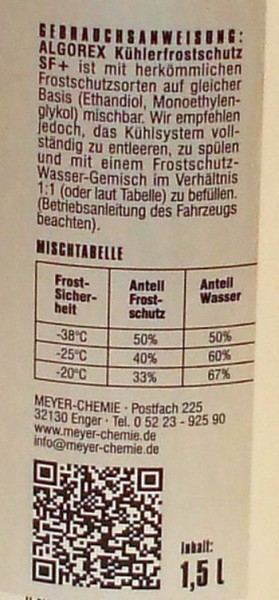 GEBRAUCHSANWEISUNG:
ALGOREX Kühlerfrostschutz
SF+ ist mit herkömmlichen
Frostschutzsorten auf gleicher
Basis (Ethandiol, Monoethylen-
glykol) mischbar. Wir empfehlen
jedoch, das Kühlsystem voll-
ständig zu entleeren, zu spülen
und mit einem Frostschutz-
Wasser-Gemisch im Verhältnis
1:1 (oder laut Tabelle) zu befüllen.
(Betriebsanleitung des Fahrzeugs
beachten).
MISCHTABELLE
Frost-Sicher-heit Anteil Frost-schutz Anteil Wasser
-38°C 50% 50%
-25°C 40% 60%
-20°C 33% 67%
MEYER-CHEMIE · Postfach 225
32130 Enger · Tel. 0 52 23 - 925 90
www.meyer-chemie.de
info@meyer-chemie.de
Inhalt:
1,5 L